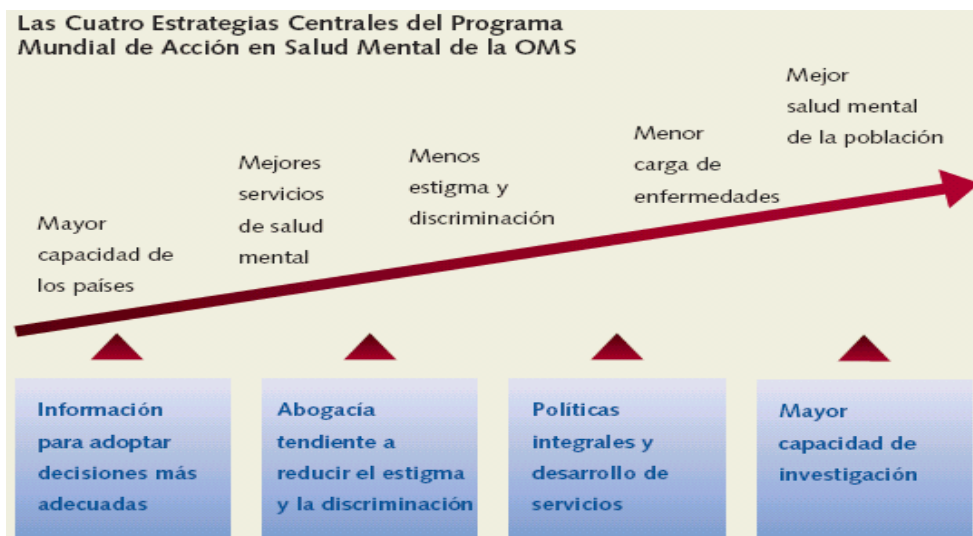 Las Cuatro Estrategias Centrales del Programa
Mundial de Acción en Salud Mental de la OMS
Mayor
capacidad de
los países
Mejores
servicios
de salud
mental
Menos
estigma y
discriminación
Menor
carga de
enfermedades
Mejor
salud mental
de la población
Información
para adoptar
decisiones más
adecuadas
Abogacía
tendiente a
reducir el estigma
y la discriminación
Políticas
integrales y
desarrollo de
servicios
Mayor
capacidad de
investigación